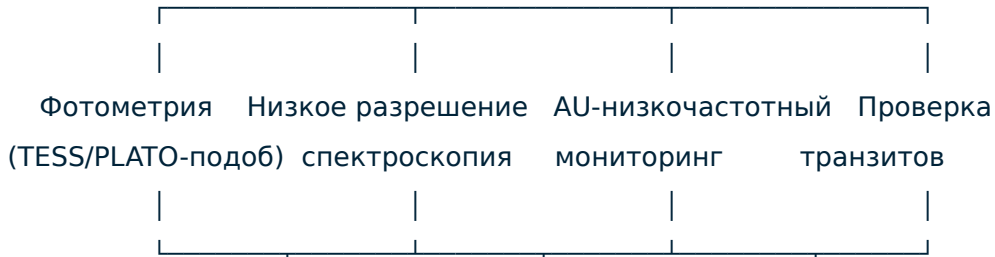 Фотометрия Низкое разрешение AU-низкочастотный Проверка
(TESS/PLATO-подоб) спектроскопия мониторинг транзитов